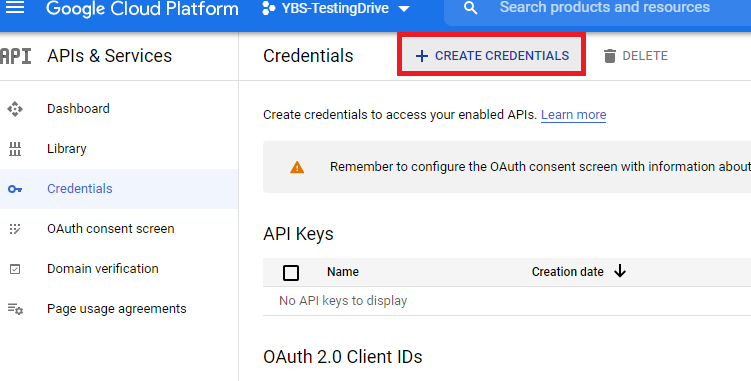 Google Cloud Platform YBS-TestingDrive Search products and resources
API APIs & Services Credentials + CREATE CREDENTIALS DELETE
Dashboard
Library
Credentials
OAuth consent screen
Domain verification
Page usage agreements
Create credentials to access your enabled APIs. Learn more
Remember to configure the OAuth consent screen with information about
API Keys
Name Creation date
No API keys to display
OAuth 2.0 Client IDs